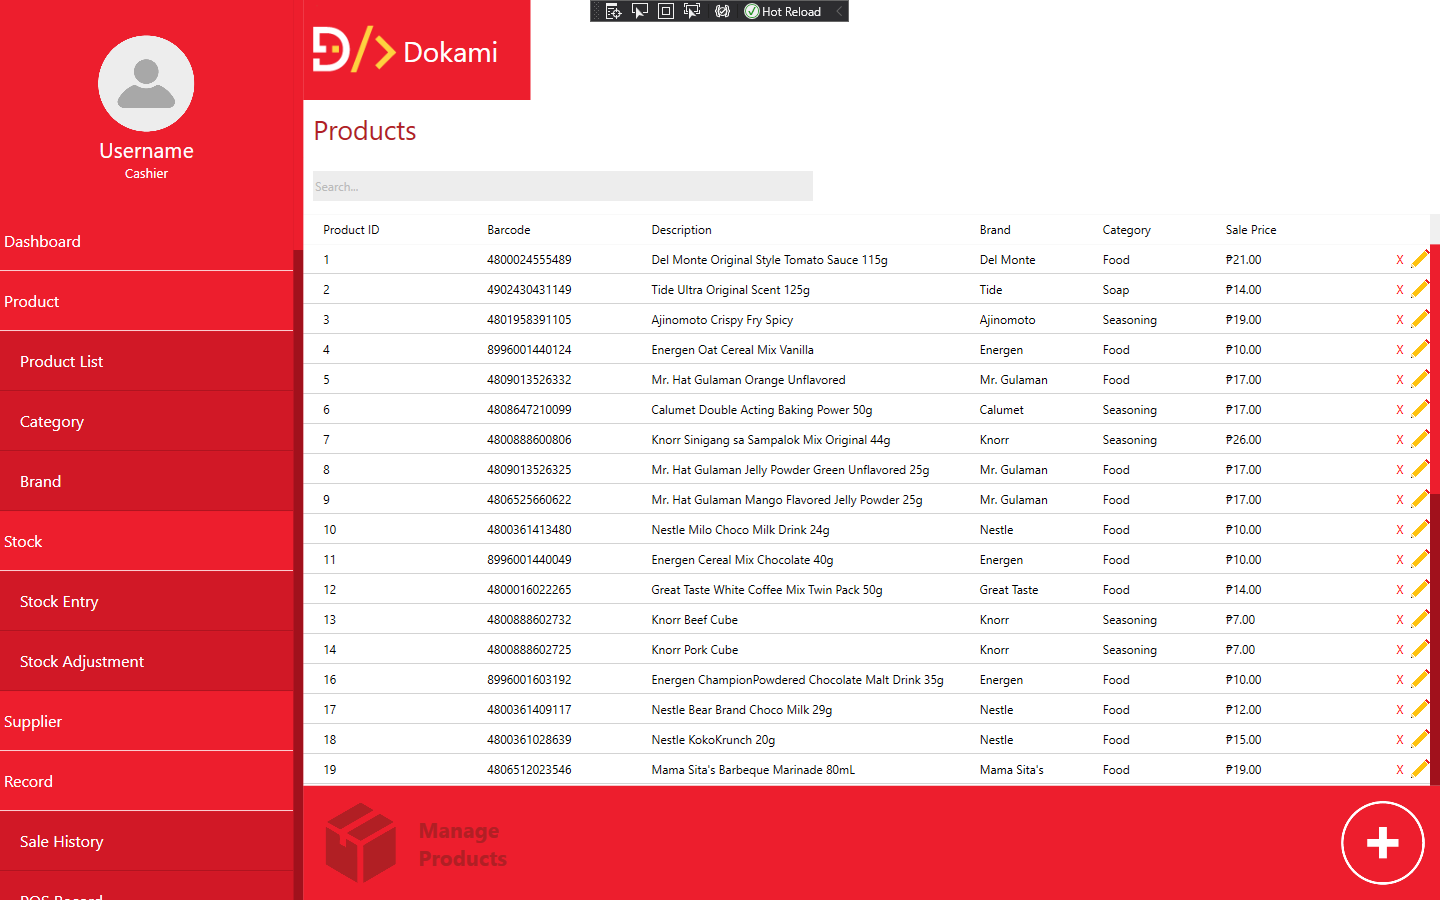 Hot Reload
Dokami
Username
Cashier
Dashboard
Product
Product List
Category
Brand
Stock
Stock Entry
Stock Adjustment
Supplier
Record
Sale History
POS Record
Products
Search...
Product ID Barcode Description Brand Category Sale Price
1 4800024555489 Del Monte Original Style Tomato Sauce 115g Del Monte Food ₱21.00 X
2 4902430431149 Tide Ultra Original Scent 125g Tide Soap ₱14.00 X
3 4801958391105 Ajinomoto Crispy Fry Spicy Ajinomoto Seasoning ₱19.00 X
4 8996001440124 Energen Oat Cereal Mix Vanilla Energen Food ₱10.00 X
5 4809013526332 Mr. Hat Gulaman Orange Unflavored Mr. Gulaman Food ₱17.00 X
6 4808647210099 Calumet Double Acting Baking Power 50g Calumet Seasoning ₱17.00 X
7 4800888600806 Knorr Sinigang sa Sampalok Mix Original 44g Knorr Seasoning ₱26.00 X
8 4809013526325 Mr. Hat Gulaman Jelly Powder Green Unflavored 25g Mr. Gulaman Food ₱17.00 X
9 4806525660622 Mr. Hat Gulaman Mango Flavored Jelly Powder 25g Mr. Gulaman Food ₱17.00 X
10 4800361413480 Nestle Milo Choco Milk Drink 24g Nestle Food ₱10.00 X
11 8996001440049 Energen Cereal Mix Chocolate 40g Energen Food ₱10.00 X
12 4800016022265 Great Taste White Coffee Mix Twin Pack 50g Great Taste Food ₱14.00 X
13 4800888602732 Knorr Beef Cube Knorr Seasoning ₱7.00 X
14 4800888602725 Knorr Pork Cube Knorr Seasoning ₱7.00 X
16 8996001603192 Energen ChampionPowdered Chocolate Malt Drink 35g Energen Food ₱10.00 X
17 4800361409117 Nestle Bear Brand Choco Milk 29g Nestle Food ₱12.00 X
18 4800361028639 Nestle KokoKrunch 20g Nestle Food ₱15.00 X
19 4806512023546 Mama Sita's Barbeque Marinade 80mL Mama Sita's Food ₱19.00 X
Manage
Products